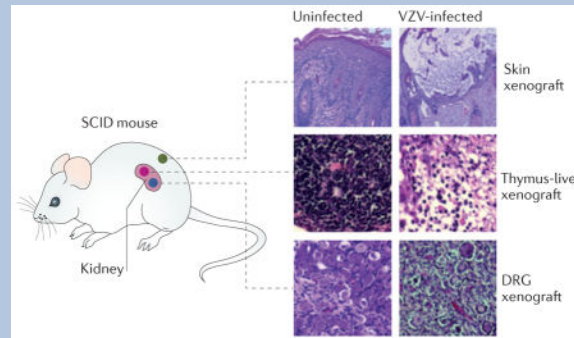 Uninfected VZV-infected
SCID mouse
Kidney
Skin
xenograft
Thymus-live
xenograft
DRG
xenograft